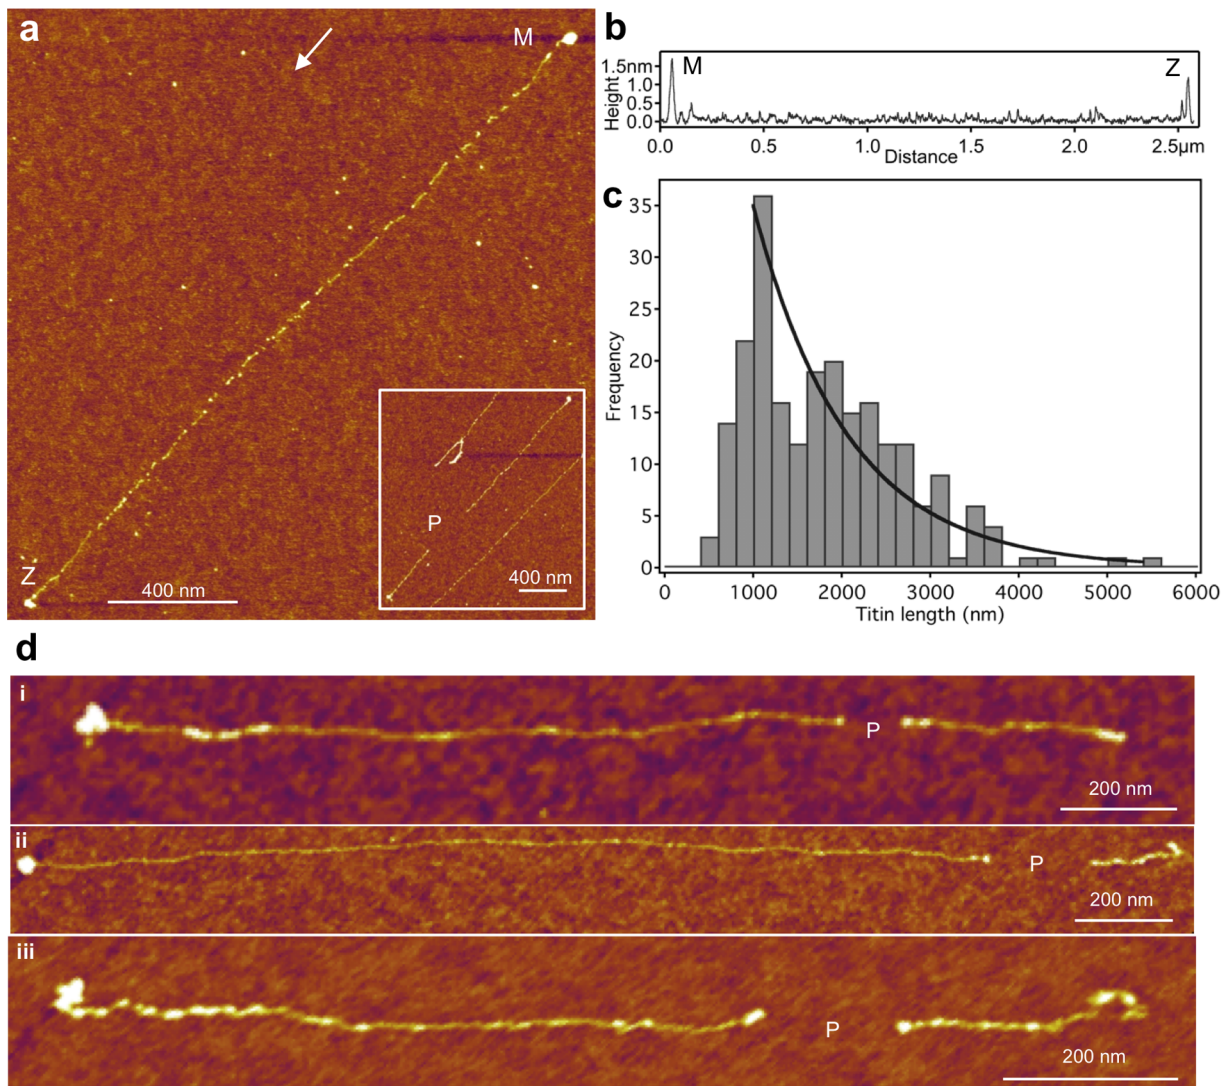 a
M
Z
400 nm
P
400 nm
b
Height
1.5nm
1.0
0.5
0.0
M
Z
0.0 0.5 1.0 1.5 2.0 2.5µm
Distance
c
Frequency
35
30
25
20
15
10
5
0
0 1000 2000 3000 4000 5000 6000
Titin length (nm)
d
i
P
200 nm
ii
P
200 nm
iii
P
200 nm